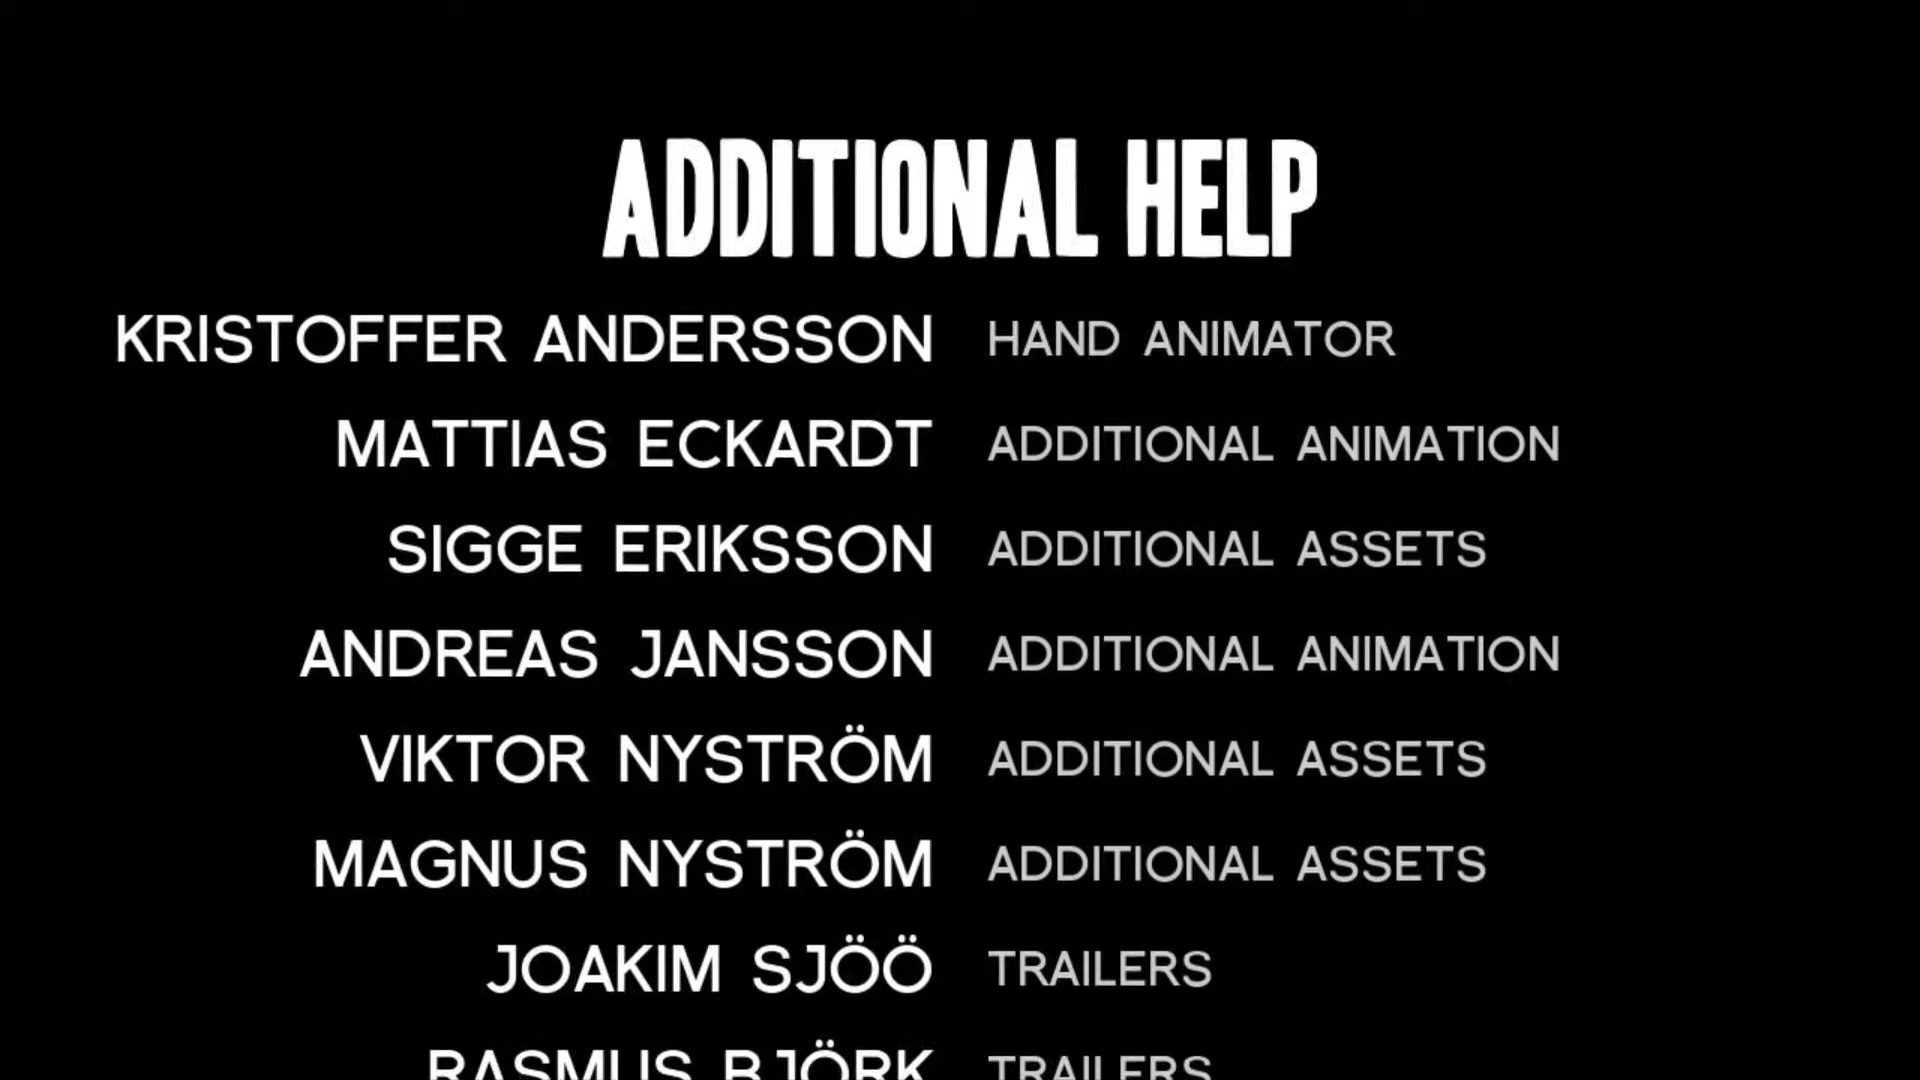 ADDITIONAL HELP
KRISTOFFER ANDERSSON HAND ANIMATOR
MATTIAS ECKARDT ADDITIONAL ANIMATION
SIGGE ERIKSSON ADDITIONAL ASSETS
ANDREAS JANSSON ADDITIONAL ANIMATION
VIKTOR NYSTRÖM ADDITIONAL ASSETS
MAGNUS NYSTRÖM ADDITIONAL ASSETS
JOAKIM SJÖÖ TRAILERS
RASMUS BJÖRK TRAILERS